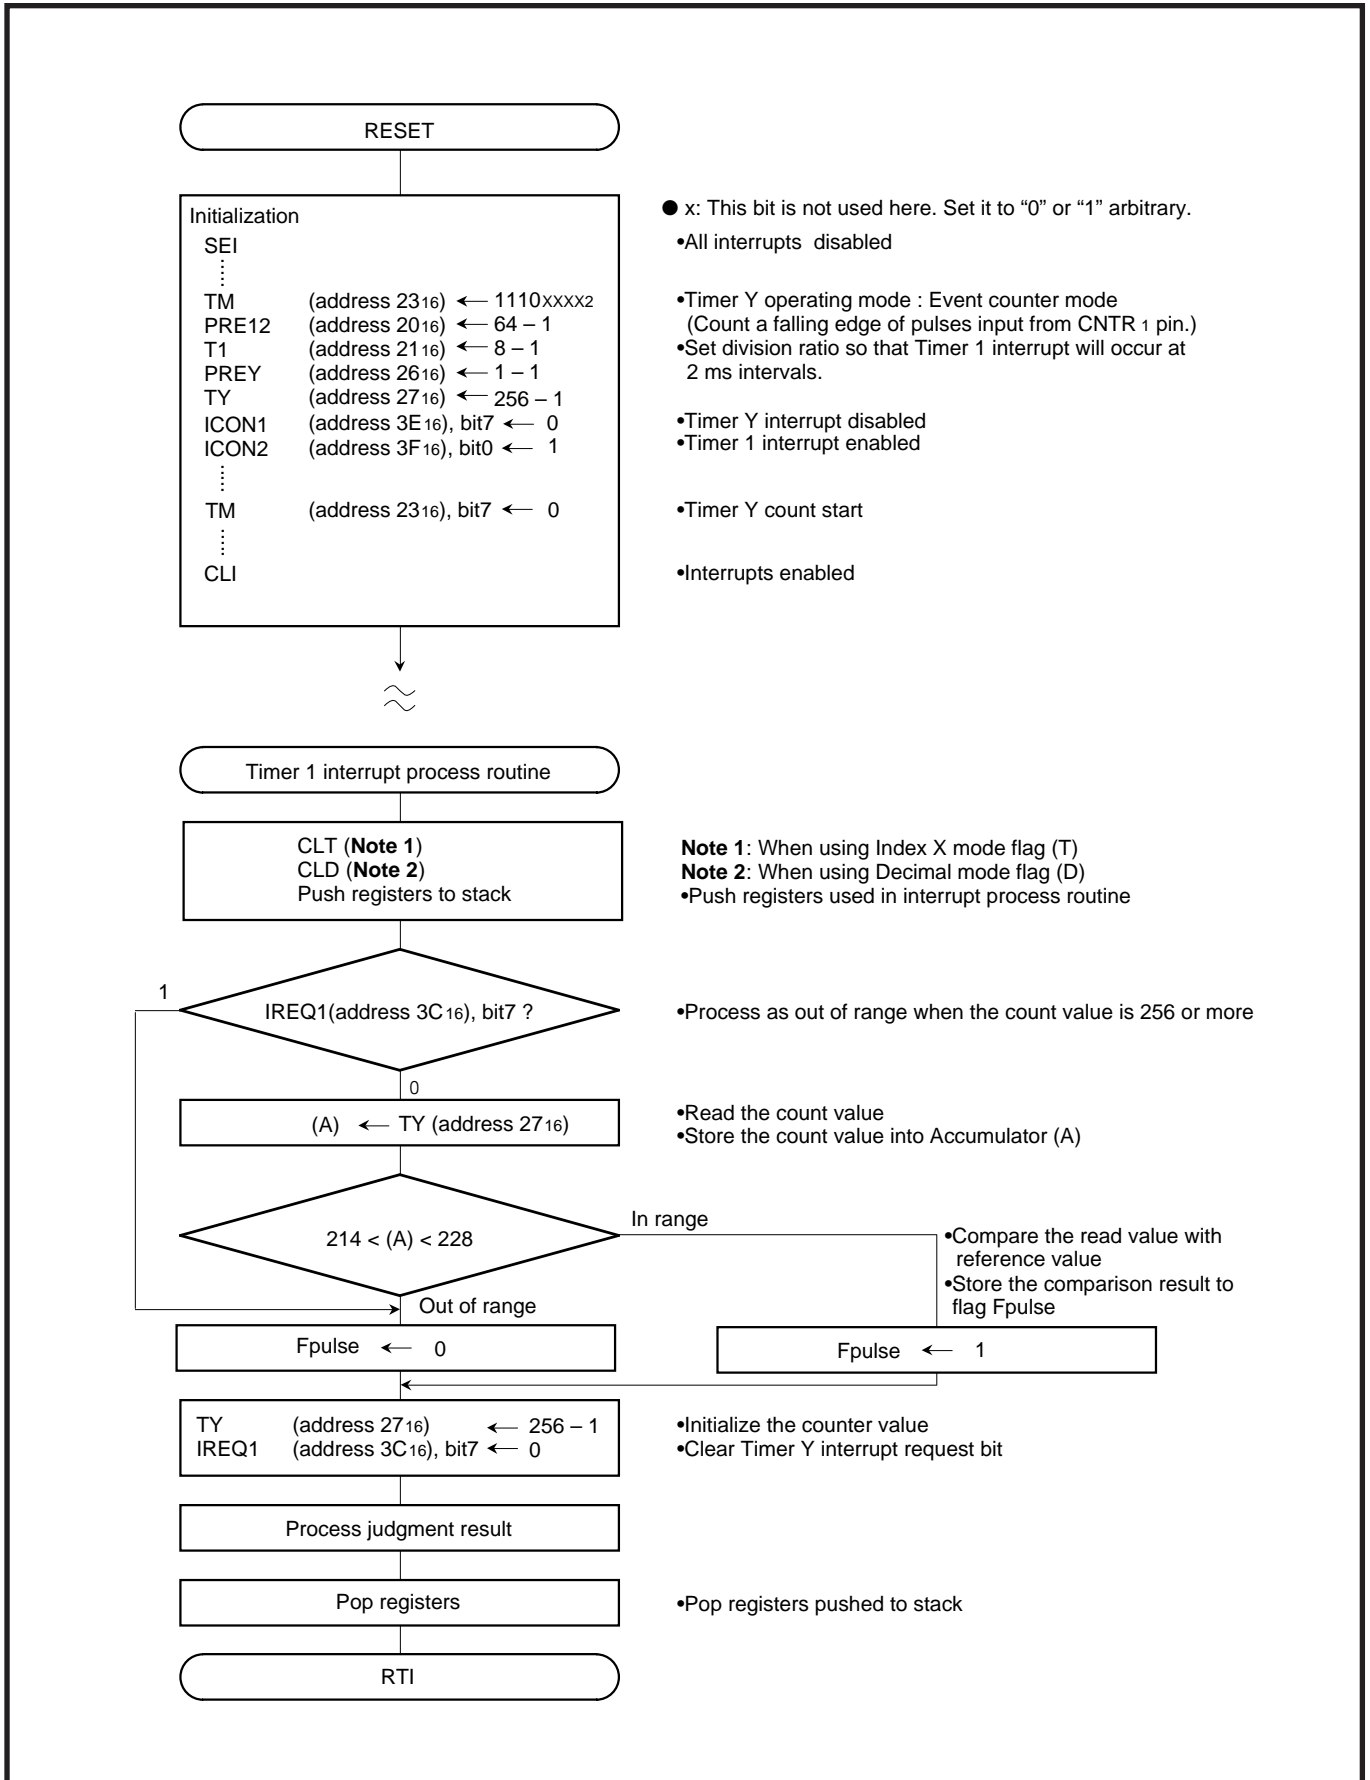 RESET
Initialization
● x: This bit is not used here. Set it to “0” or “1” arbitrary.
SEI
•All interrupts disabled
TM (address 2316) ← 1110XXXX2
•Timer Y operating mode : Event counter mode
PRE12 (address 2016) ← 64 – 1
(Count a falling edge of pulses input from CNTR 1 pin.)
T1 (address 2116) ← 8 – 1
•Set division ratio so that Timer 1 interrupt will occur at
PREY (address 2616) ← 1 – 1
2 ms intervals.
TY (address 2716) ← 256 – 1
ICON1 (address 3E16), bit7 ← 0
•Timer Y interrupt disabled
ICON2 (address 3F16), bit0 ← 1
•Timer 1 interrupt enabled
TM (address 2316), bit7 ← 0
•Timer Y count start
CLI
•Interrupts enabled
Timer 1 interrupt process routine
CLT (Note 1)
Note 1: When using Index X mode flag (T)
CLD (Note 2)
Note 2: When using Decimal mode flag (D)
Push registers to stack
•Push registers used in interrupt process routine
1
IREQ1(address 3C16), bit7 ?
•Process as out of range when the count value is 256 or more
0
(A) ← TY (address 2716)
•Read the count value
•Store the count value into Accumulator (A)
214 < (A) < 228
In range
•Compare the read value with
reference value
•Store the comparison result to
flag Fpulse
Out of range
Fpulse ← 0
Fpulse ← 1
TY (address 2716) ← 256 – 1
•Initialize the counter value
IREQ1 (address 3C16), bit7 ← 0
•Clear Timer Y interrupt request bit
Process judgment result
Pop registers
•Pop registers pushed to stack
RTI